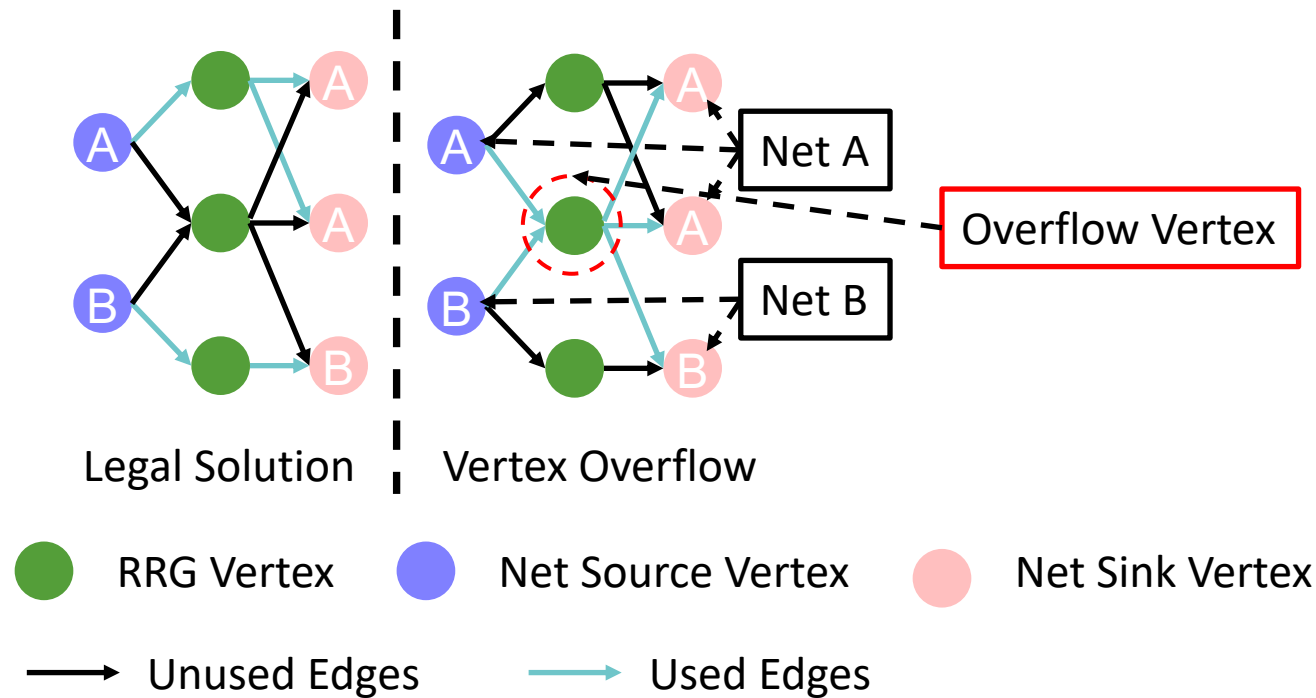 A
A
A
B
B
Legal Solution
A
A
A
B
B
Vertex Overflow
Net A
Net B
Overflow Vertex
RRG Vertex
Net Source Vertex
Net Sink Vertex
Unused Edges
Used Edges